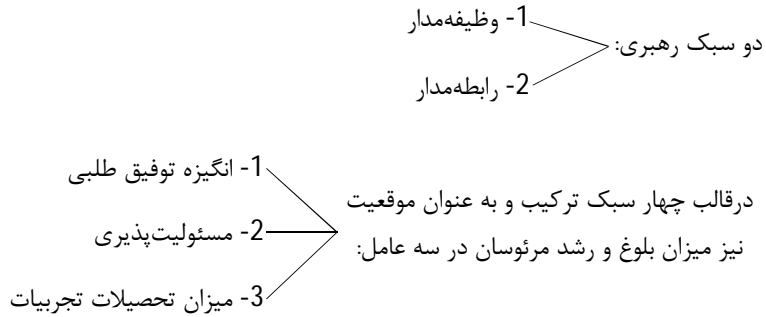 دو سبک رهبری:
1- وظیفه‌مدار
2- رابطه‌مدار
درقالب چهار سبک ترکیب و به عنوان موقعیت
نیز میزان بلوغ و رشد مرئوسان در سه عامل:
1- انگیزه توفیق طلبی
2- مسئولیت‌پذیری
3- میزان تحصیلات تجربیات